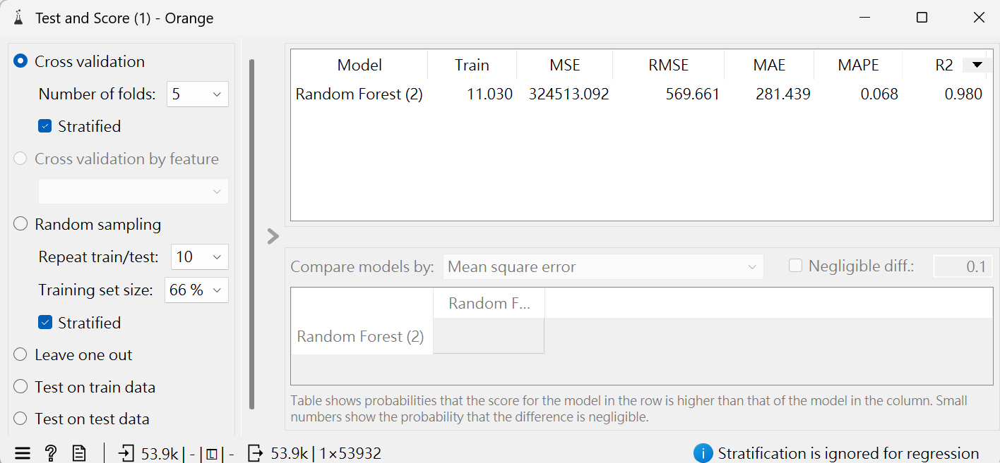 Test and Score (1) - Orange
Cross validation
Number of folds: 5
Stratified
Cross validation by feature
Random sampling
Repeat train/test: 10
Training set size: 66 %
Stratified
Leave one out
Test on train data
Test on test data
Model Train MSE RMSE MAE MAPE R2
Random Forest (2) 11.030 324513.092 569.661 281.439 0.068 0.980
Compare models by: Mean square error Negligible diff.: 0.1
Random F...
Random Forest (2)
Table shows probabilities that the score for the model in the row is higher than that of the model in the column. Small
numbers show the probability that the difference is negligible.
53.9k | - | - 53.9k | 1×53932 Stratification is ignored for regression